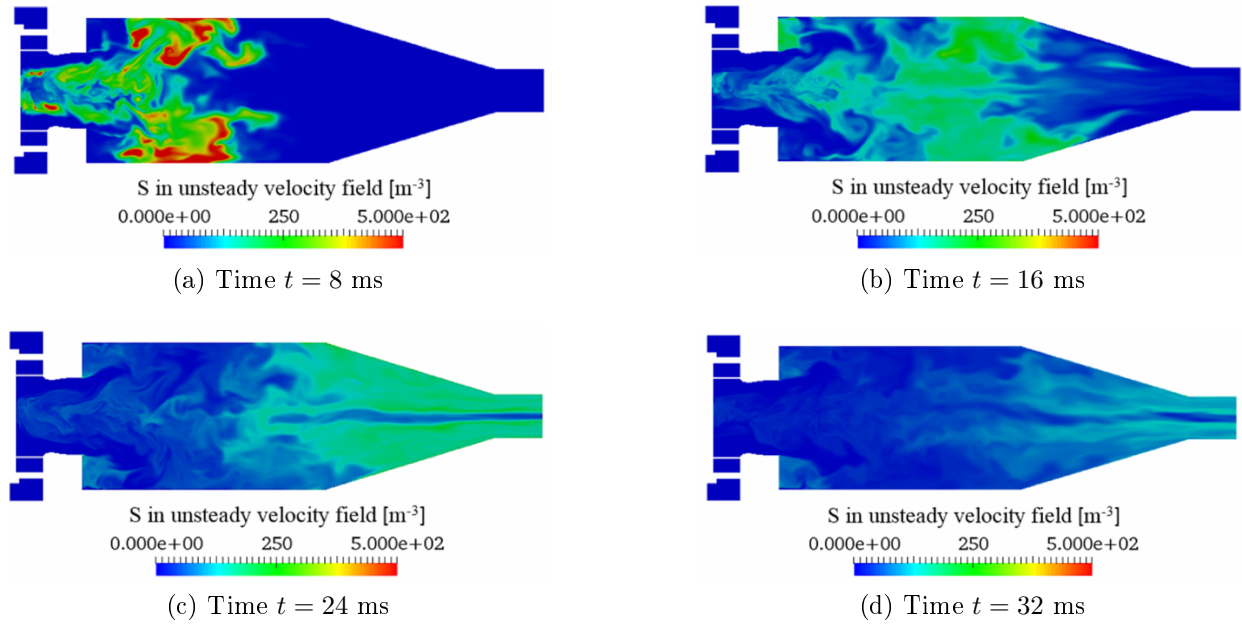 S in unsteady velocity field [m-3]
0.000e+00 250 5.000e+02
(a) Time t = 8 ms
S in unsteady velocity field [m-3]
0.000e+00 250 5.000e+02
(b) Time t = 16 ms
S in unsteady velocity field [m-3]
0.000e+00 250 5.000e+02
(c) Time t = 24 ms
S in unsteady velocity field [m-3]
0.000e+00 250 5.000e+02
(d) Time t = 32 ms